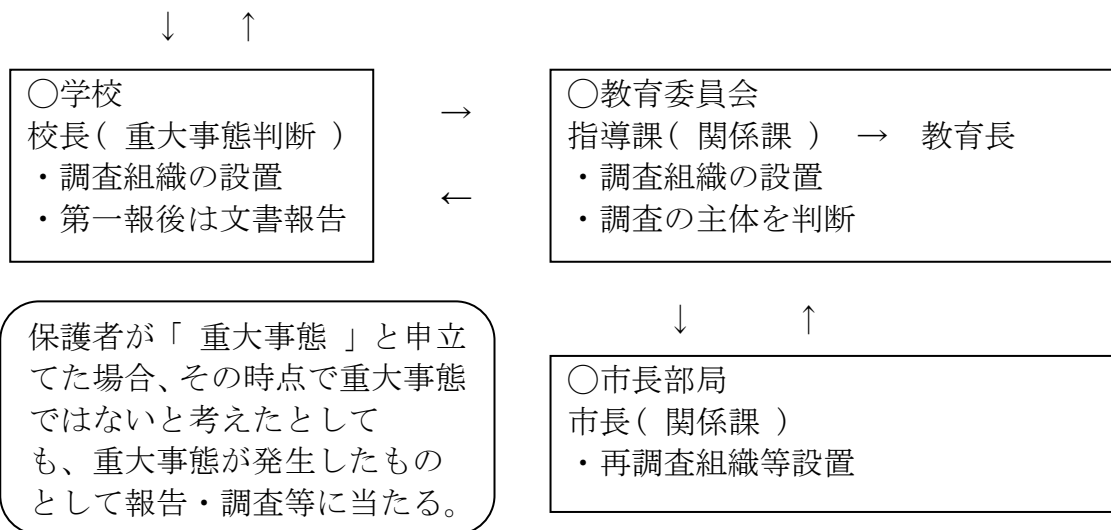 ↓ ↑
○学校
校長( 重大事態判断 )
・調査組織の設置
・第一報後は文書報告
→
←
○教育委員会
指導課( 関係課 ) → 教育長
・調査組織の設置
・調査の主体を判断
保護者が「 重大事態 」と申立
てた場合、その時点で重大事態
ではないと考えたとして
も、重大事態が発生したもの
として報告・調査等に当たる。
↓ ↑
○市長部局
市長( 関係課 )
・再調査組織等設置